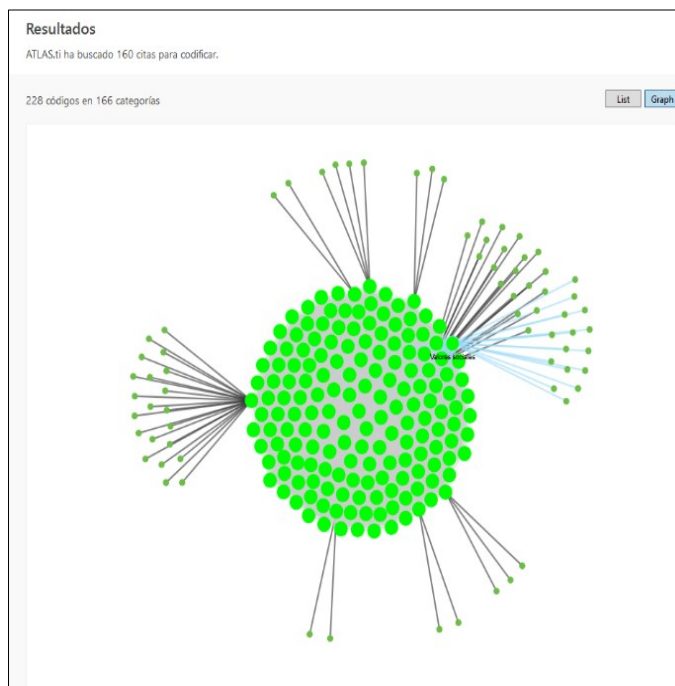 Resultados
ATLAS.ti ha buscado 160 citas para codificar.
228 códigos en 166 categorías
List
Graph
Valores sociales